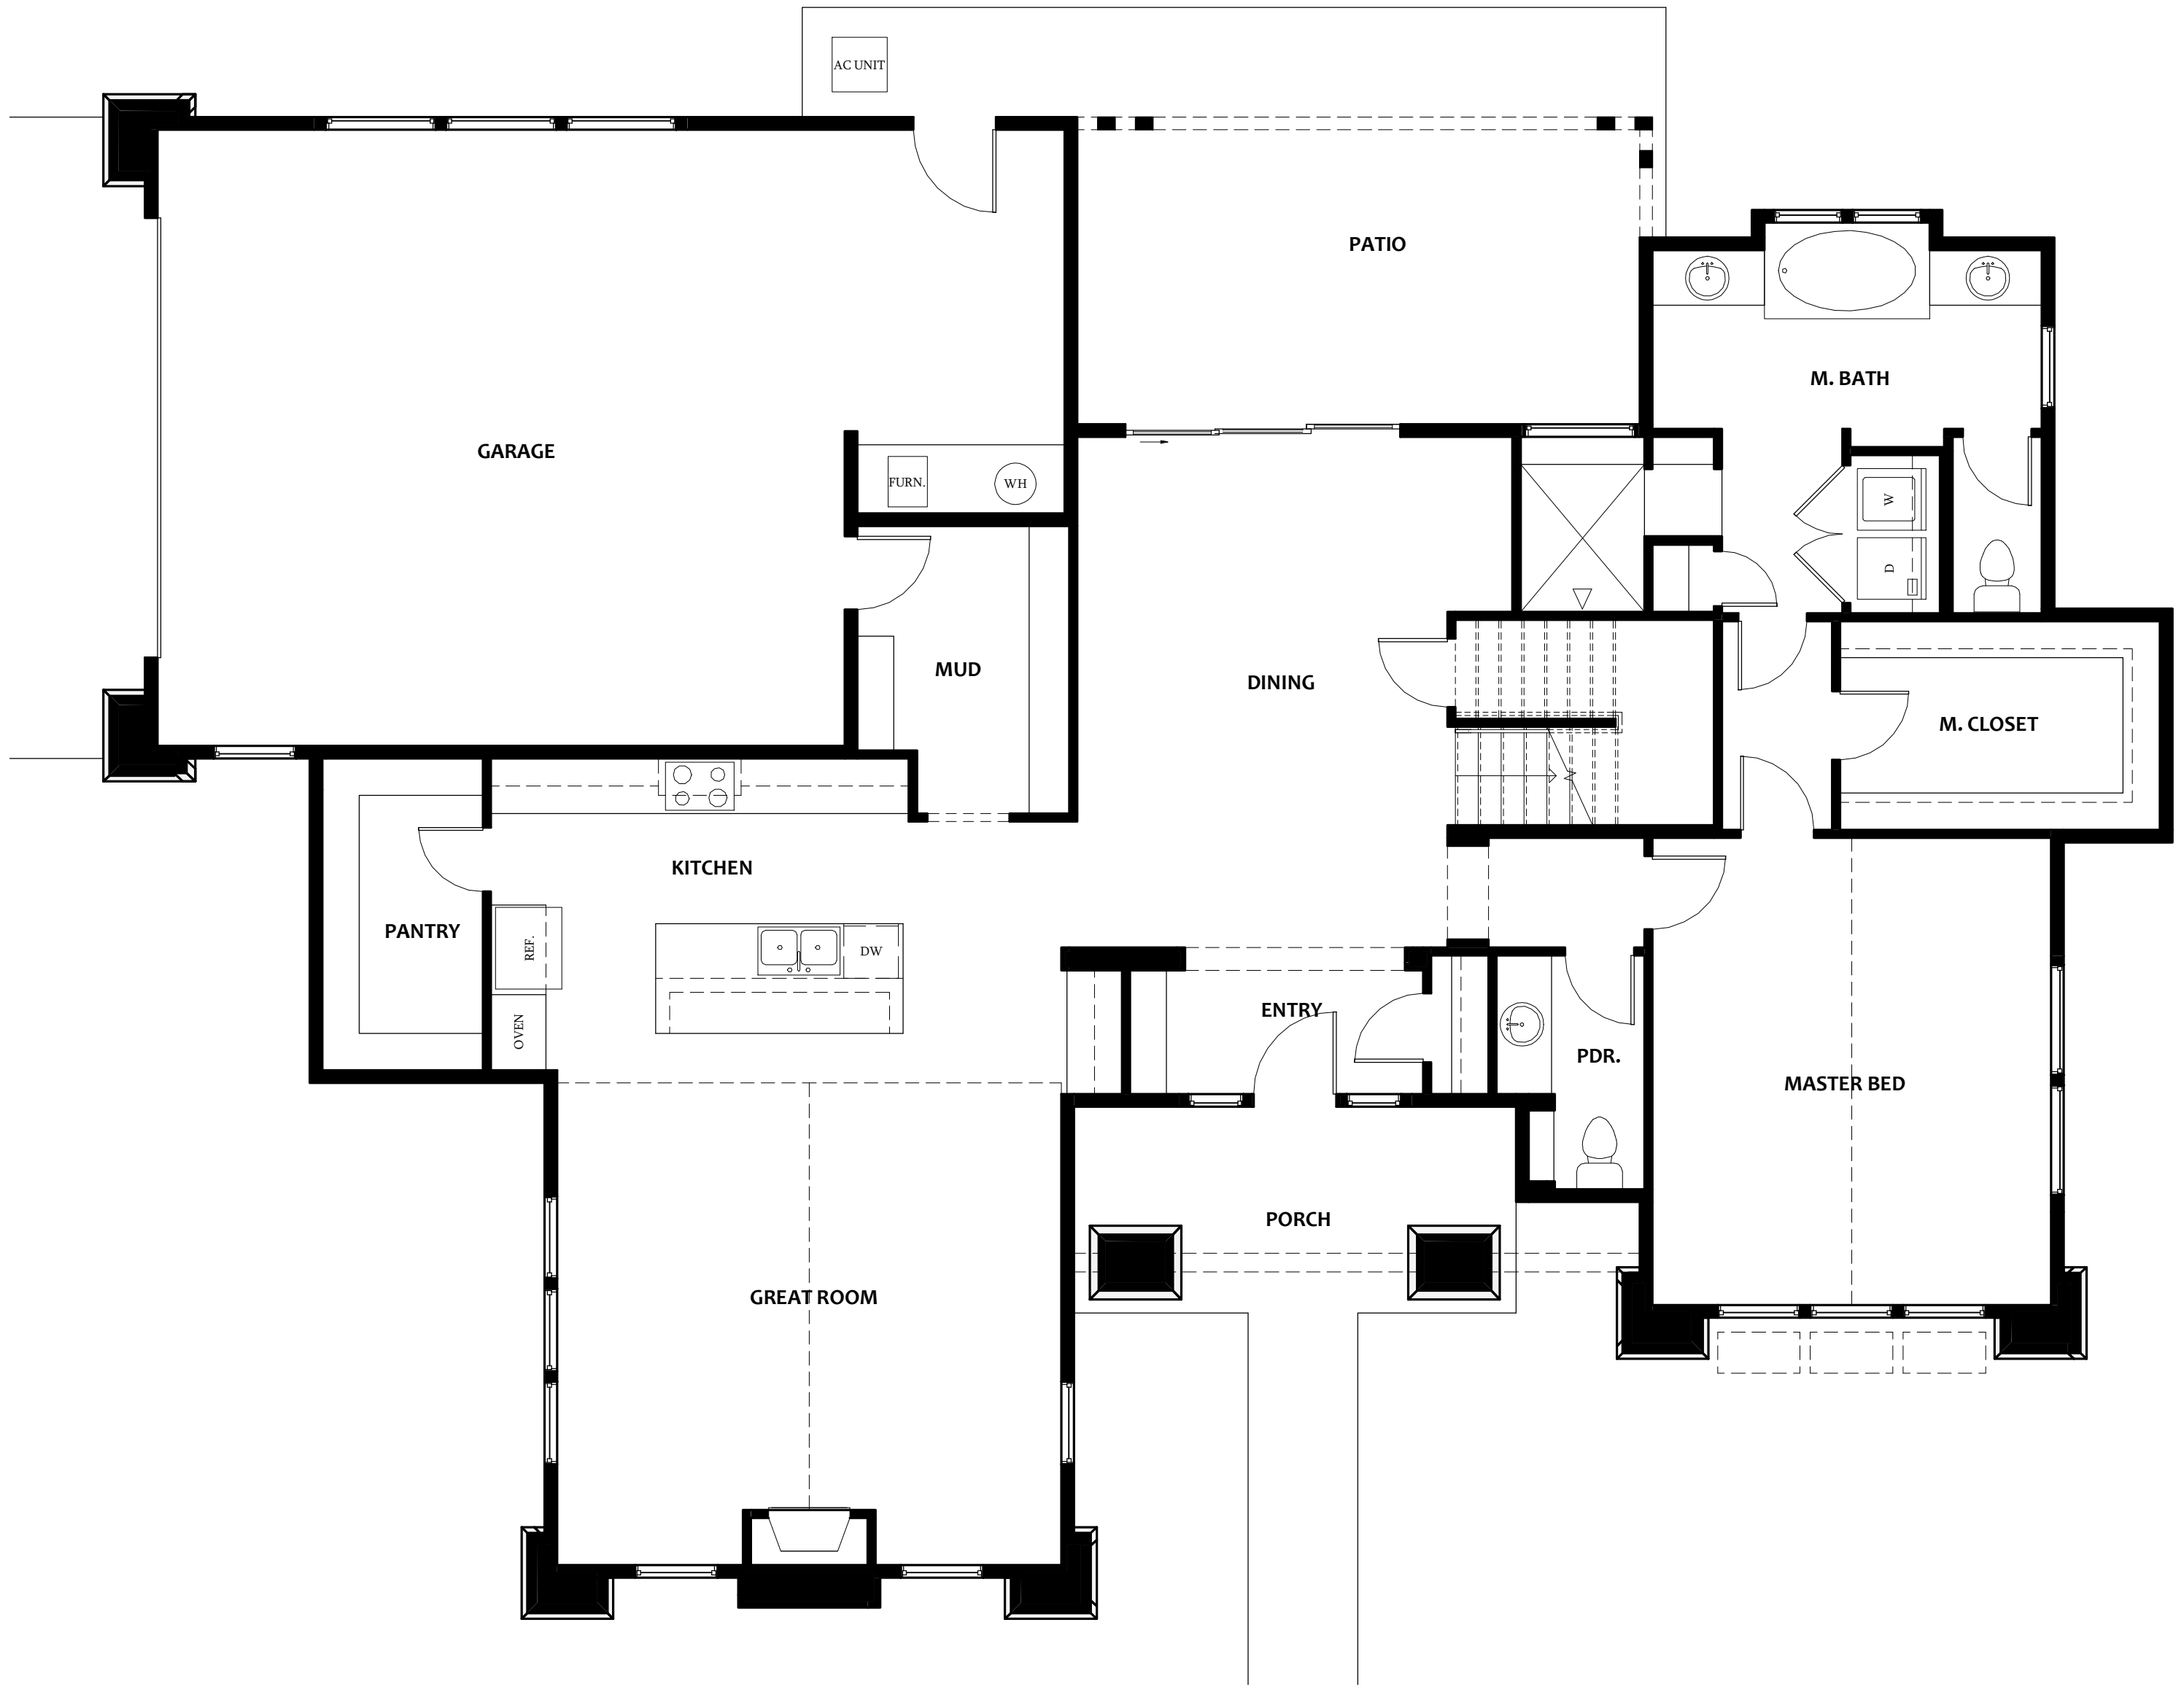 AC UNIT
PATIO
M. BATH
GARAGE
FURN.
WH
W
D
MUD
DINING
M. CLOSET
KITCHEN
PANTRY
REF.
DW
OVEN
ENTRY
PDR.
MASTER BED
PORCH
GREAT ROOM